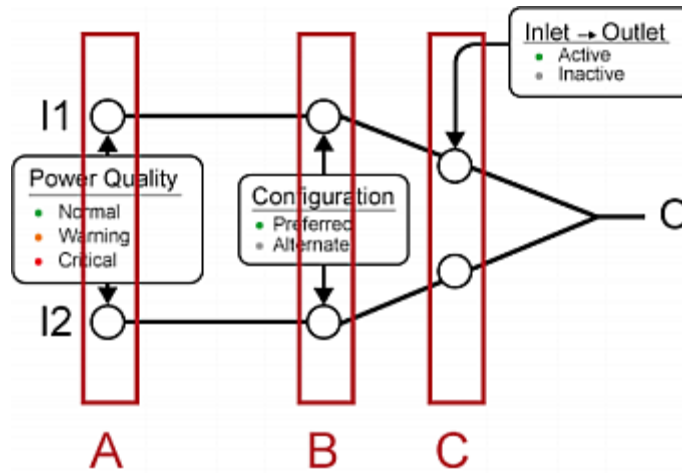 Inlet → Outlet
Active
Inactive
I1
Power Quality
Normal
Warning
Critical
Configuration
Preferred
Alternate
O
I2
A B C